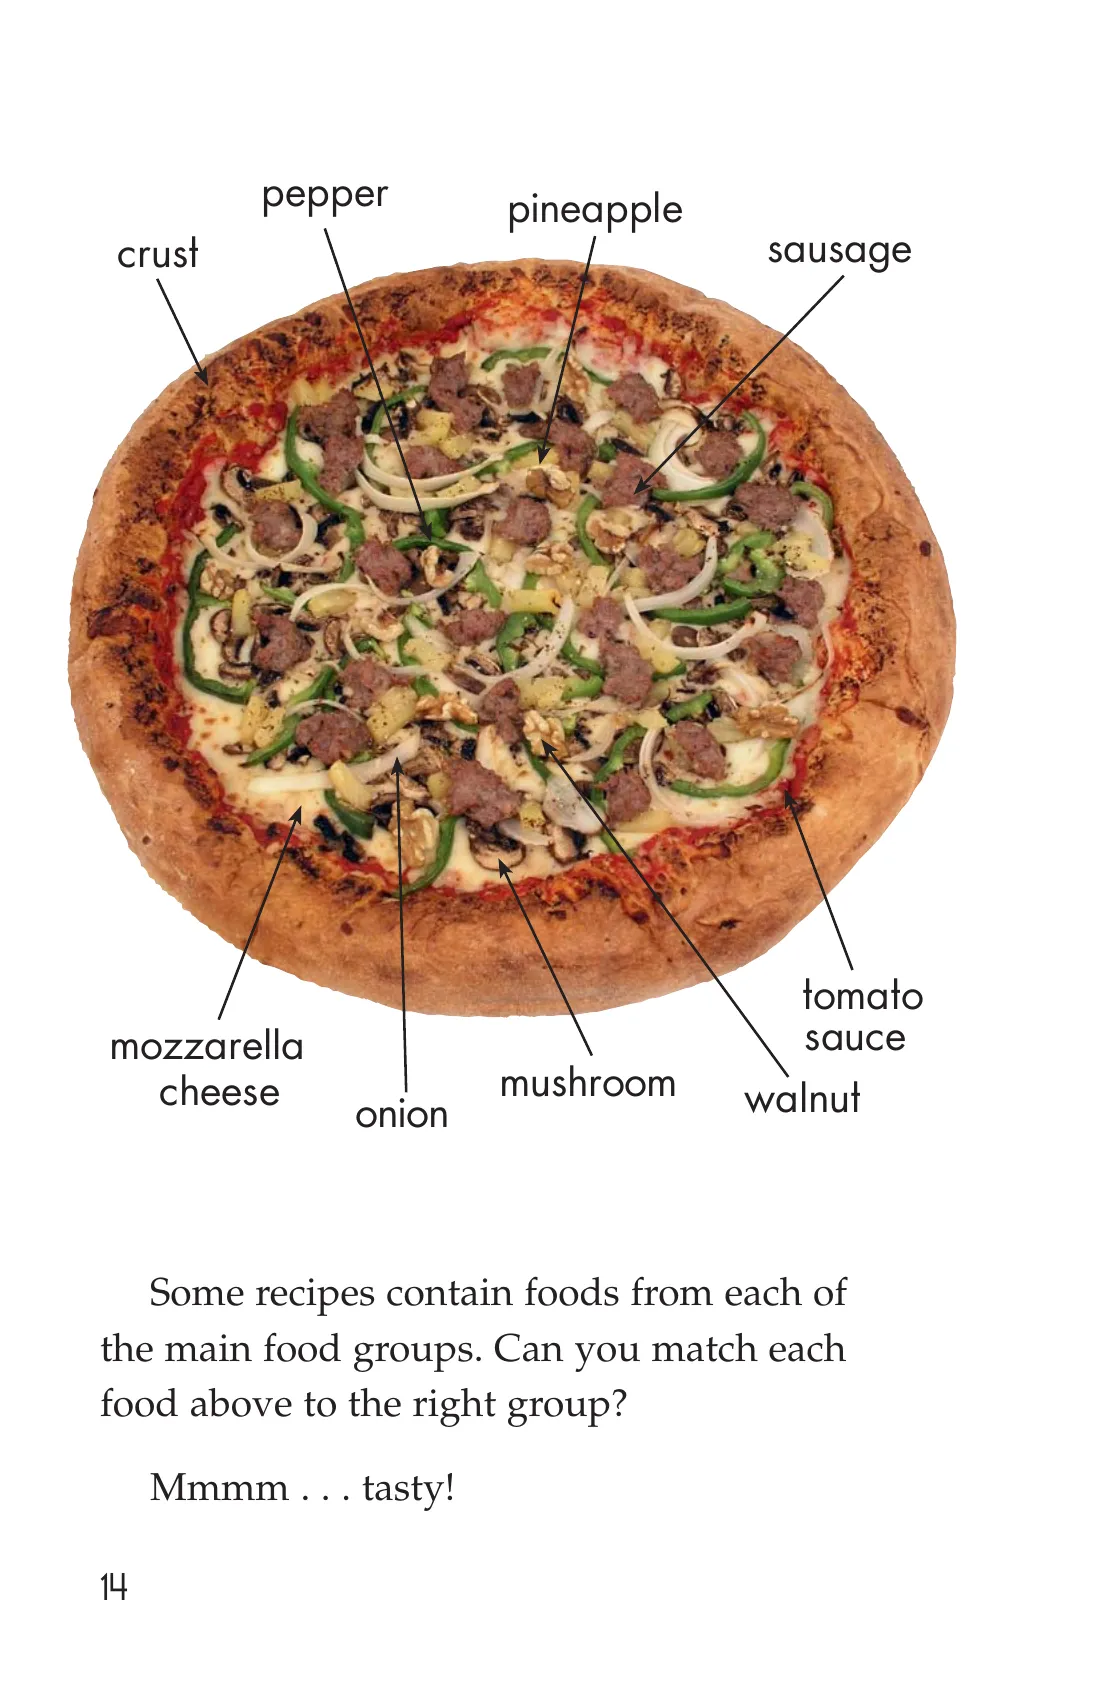 pepper
pineapple
crust
sausage
tomato
sauce
mozzarella
cheese
onion
mushroom
walnut
Some recipes contain foods from each of
the main food groups. Can you match each
food above to the right group?
Mmmm . . . tasty!
14